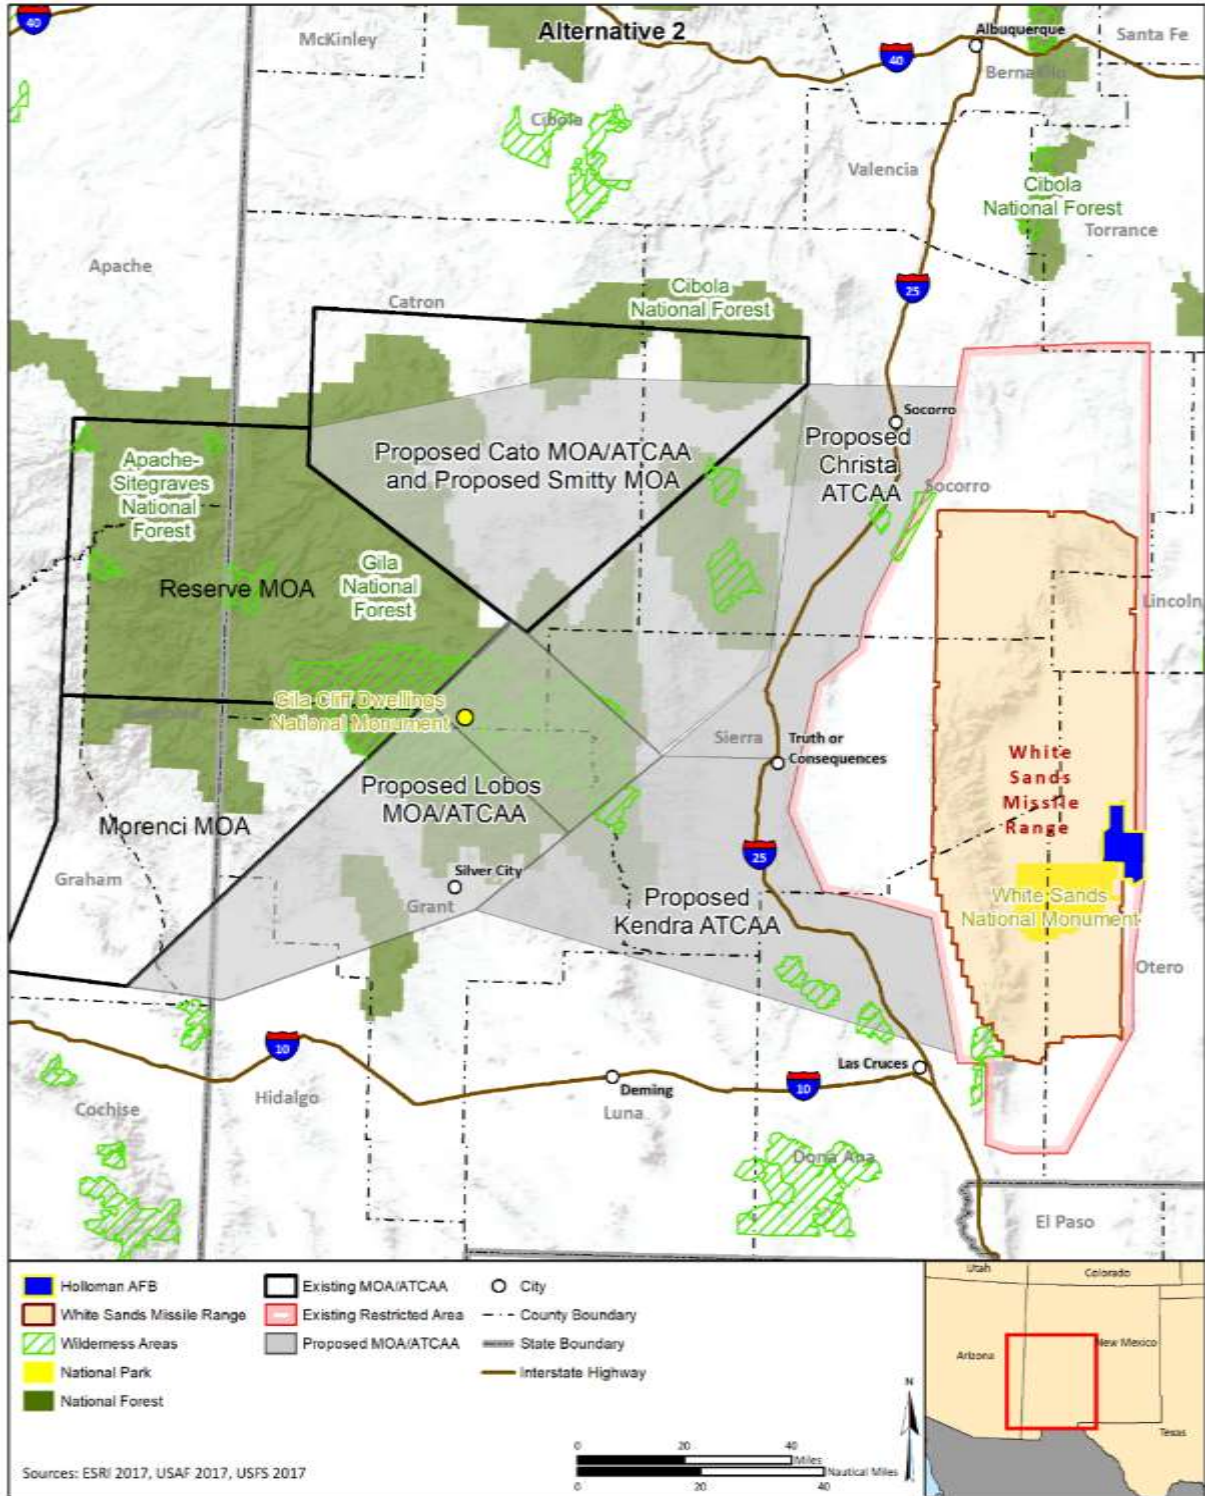 Alternative 2
40
McKinley
Albuquerque
Santa Fe
40
Bernalillo
Cibola
Valencia
Cibola
National Forest
Torrance
Apache
Catron
Cibola
National Forest
25
Socorro
Proposed Cato MOA/ATCAA
and Proposed Smitty MOA
Proposed
Christa
ATCAA
Apache-
Sitegraves
National
Forest
Socorro
Reserve MOA
Gila
National
Forest
Lincoln
Gila Cliff Dwellings
National Monument
Sierra
Truth or
Consequences
White
Sands
Missile
Range
Proposed Lobos
MOA/ATCAA
Morenci MOA
25
Graham
Silver City
Grant
Proposed
Kendra ATCAA
White Sands
National Monument
Otero
10
Las Cruces
Deming
10
Hidalgo
Cochise
Luna
Dona Ana
El Paso
Holloman AFB
White Sands Missile Range
Wilderness Areas
National Park
National Forest
Existing MOA/ATCAA
Existing Restricted Area
Proposed MOA/ATCAA
City
County Boundary
State Boundary
Interstate Highway
Utah
Colorado
Arizona
New Mexico
Texas
N
0 20 40
Miles
Nautical Miles
0 20 40
Sources: ESRI 2017, USAF 2017, USFS 2017